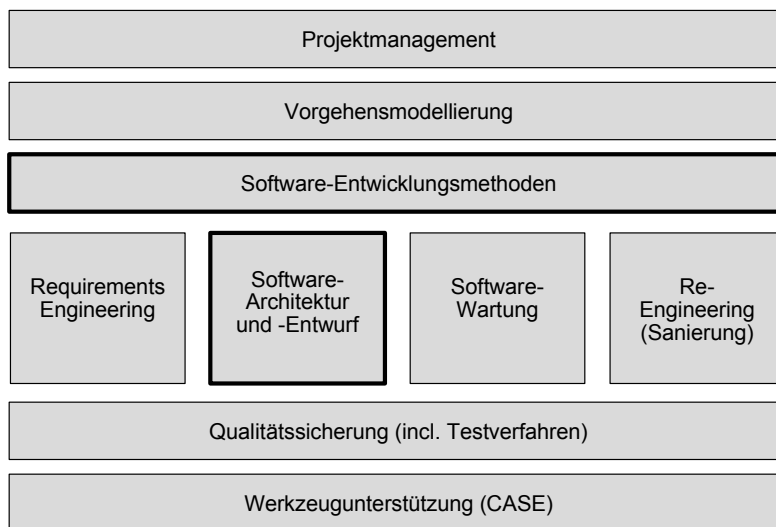 Projektmanagement
Vorgehensmodellierung
Software-Entwicklungsmethoden
Requirements
Engineering
Software-
Architektur
und -Entwurf
Software-
Wartung
Re-
Engineering
(Sanierung)
Qualitätssicherung (incl. Testverfahren)
Werkzeugunterstützung (CASE)